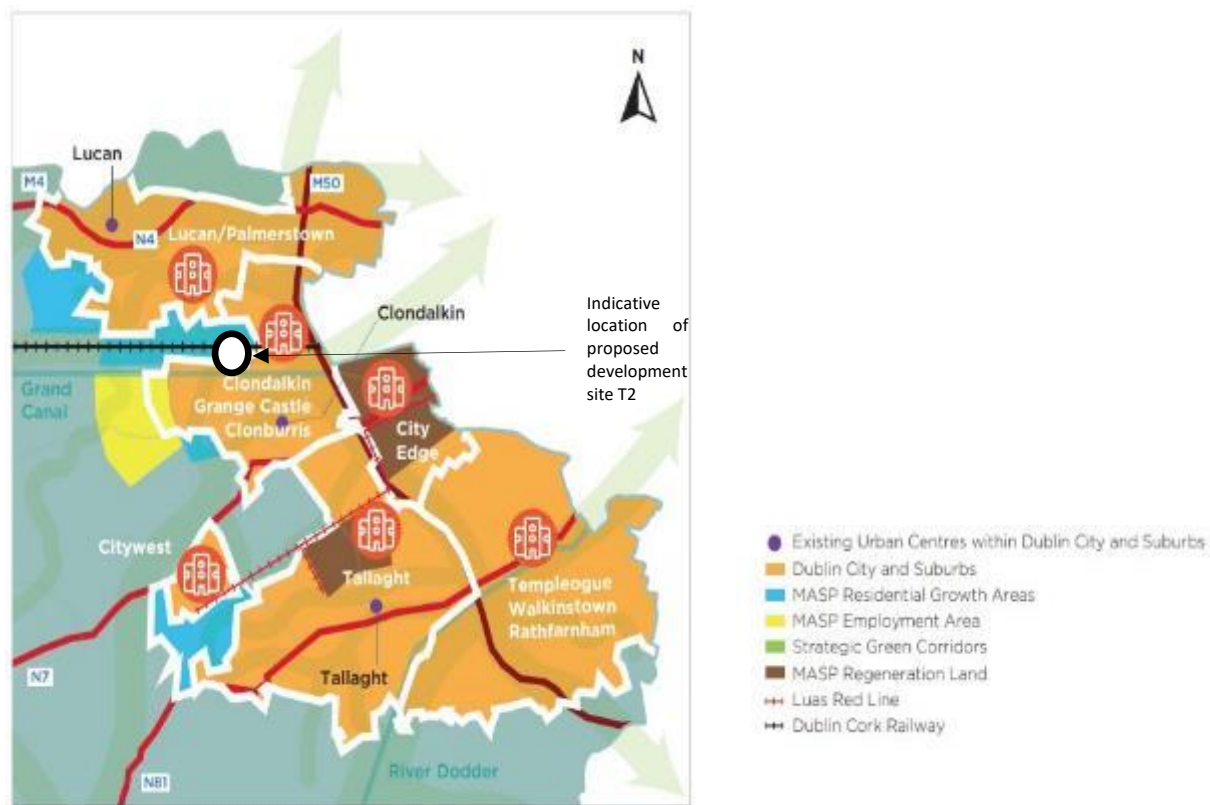 N
Lucan
M4
M50
N4
Lucan/Palmerstown
Clondalkin
Indicative
location of
proposed
development
site T2
Grand
Canal
Clondalkin
Grange Castle
Clonburris
City
Edge
Citywest
Tallaght
Templeogue
Walkinstown
Rathfarnham
N7
Tallaght
River Dodder
N81
Existing Urban Centres within Dublin City and Suburbs
Dublin City and Suburbs
MASP Residential Growth Areas
MASP Employment Area
Strategic Green Corridors
MASP Regeneration Land
Luas Red Line
Dublin Cork Railway